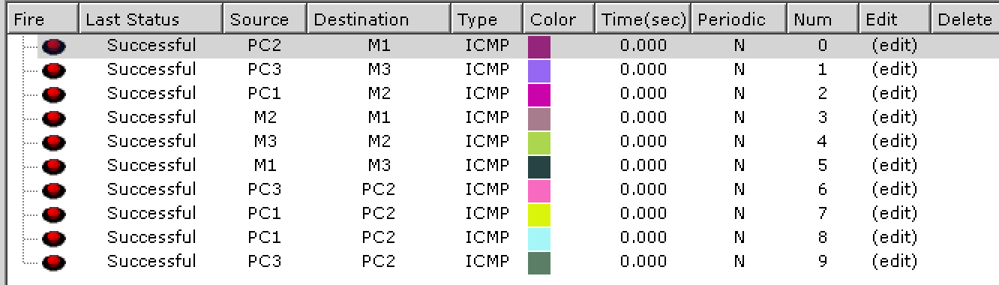 Fire Last Status Source Destination Type Color Time(sec) Periodic Num Edit Delete
Successful PC2 M1 ICMP 0.000 N 0 (edit)
Successful PC3 M3 ICMP 0.000 N 1 (edit)
Successful PC1 M2 ICMP 0.000 N 2 (edit)
Successful M2 M1 ICMP 0.000 N 3 (edit)
Successful M3 M2 ICMP 0.000 N 4 (edit)
Successful M1 M3 ICMP 0.000 N 5 (edit)
Successful PC3 PC2 ICMP 0.000 N 6 (edit)
Successful PC1 PC2 ICMP 0.000 N 7 (edit)
Successful PC1 PC2 ICMP 0.000 N 8 (edit)
Successful PC3 PC2 ICMP 0.000 N 9 (edit)